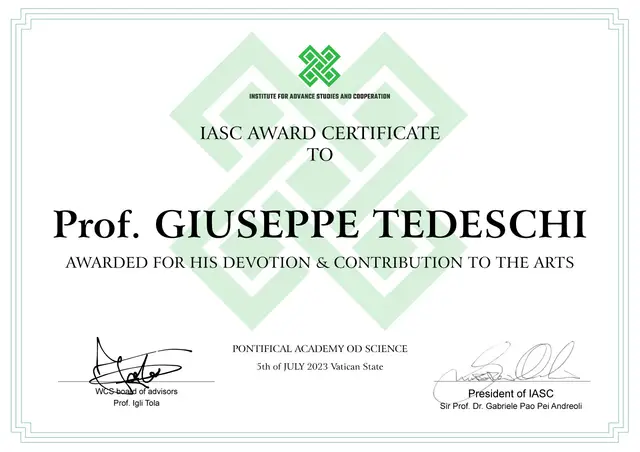 INSTITUTE FOR ADVANCE STUDIES AND COOPERATION
IASC AWARD CERTIFICATE
TO
Prof. GIUSEPPE TEDESCHI
AWARDED FOR HIS DEVOTION & CONTRIBUTION TO THE ARTS
PONTIFICAL ACADEMY OD SCIENCE
5th of JULY 2023 Vatican State
WCS board of advisors
Prof. Igli Tola
President of IASC
Sir Prof. Dr. Gabriele Pao Pei Andreoli